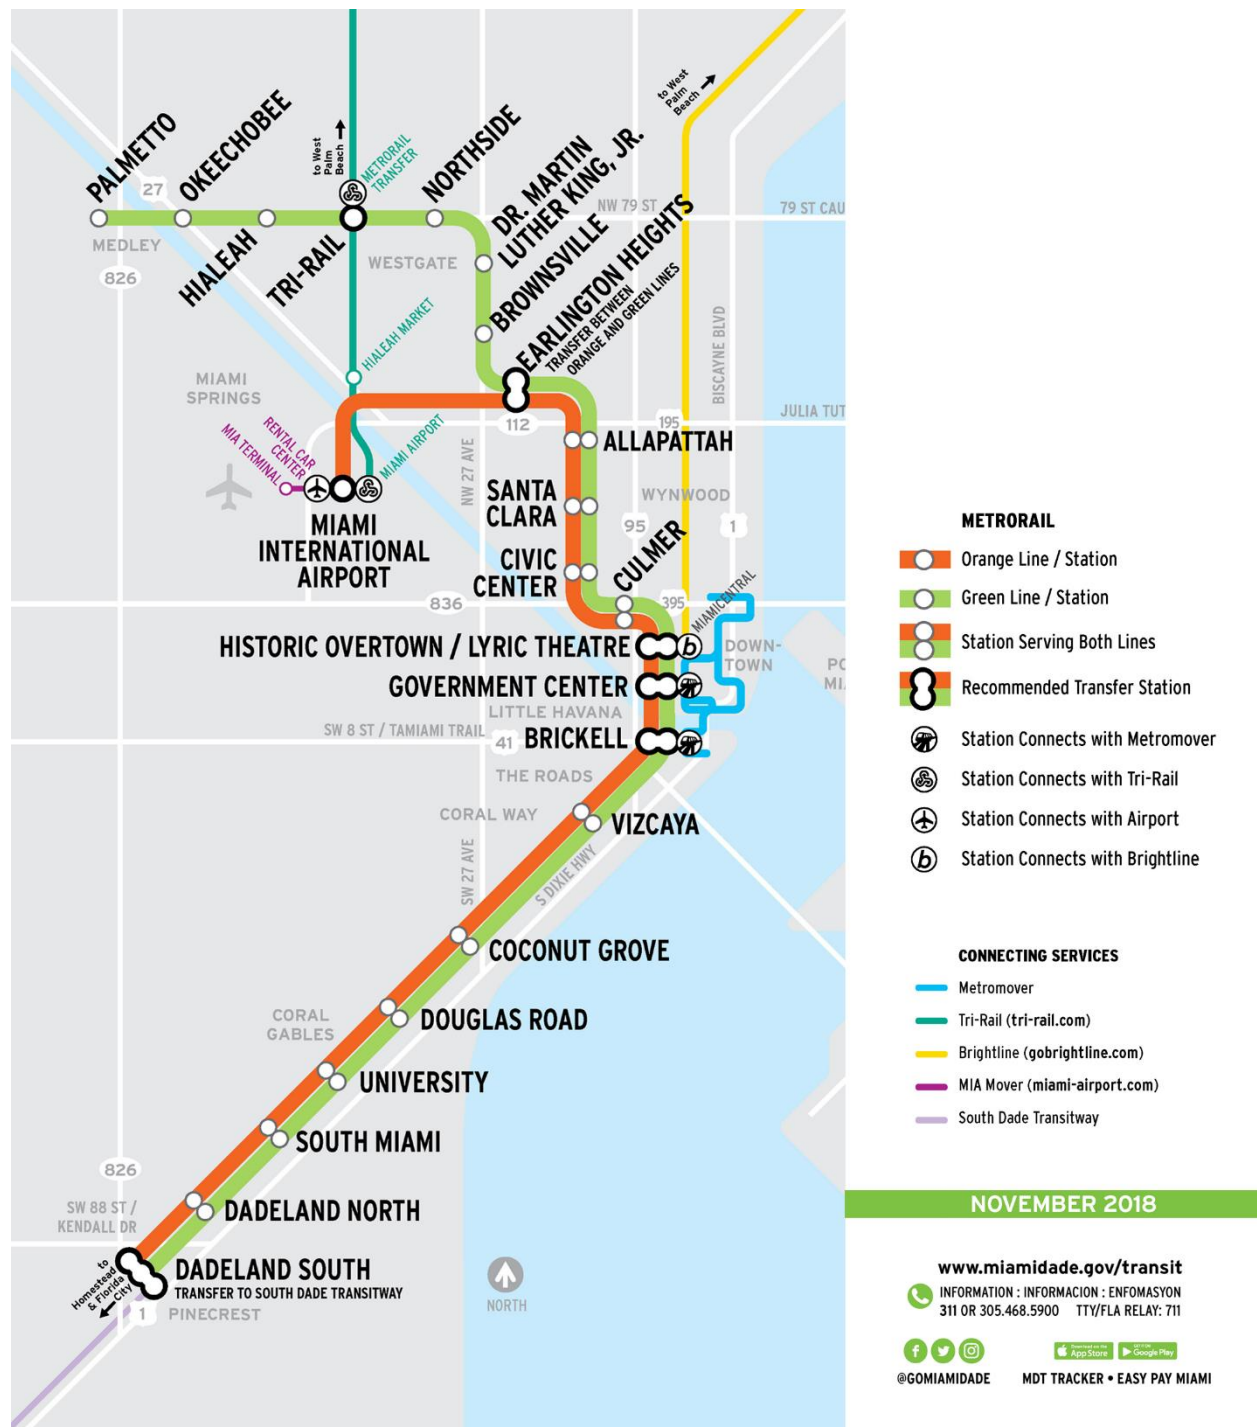 to West
Palm
Beach
to West
Palm
Beach
PALMETTO
OKEECHOBEE
HIALEAH
TRI-RAIL
METRORAIL
TRANSFER
NORTHSIDE
DR. MARTIN
LUTHER KING, JR.
BROWNSVILLE
EARLINGTON HEIGHTS
TRANSFER BETWEEN
ORANGE AND GREEN LINES
27
MEDLEY
826
WESTGATE
NW 79 ST
79 ST CAU
BISCAYNE BLVD
HIALEAH MARKET
MIAMI
SPRINGS
RENTAL CAR
CENTER
MIA TERMINAL
MIAMI AIRPORT
MIAMI
INTERNATIONAL
AIRPORT
112
NW 27 AVE
195
JULIA TUT
ALLAPATTAH
SANTA
CLARA
WYNWOOD
95
1
CIVIC
CENTER
CULMER
836
395
MIAMICENTRAL
HISTORIC OVERTOWN / LYRIC THEATRE
b
DOWN-
TOWN
PO
MI
GOVERNMENT CENTER
LITTLE HAVANA
SW 8 ST / TAMIAMI TRAIL
41
BRICKELL
THE ROADS
CORAL WAY
VIZCAYA
SW 27 AVE
S DIXIE HWY
COCONUT GROVE
CORAL
GABLES
DOUGLAS ROAD
UNIVERSITY
SOUTH MIAMI
826
SW 88 ST /
KENDALL DR
DADELAND NORTH
DADELAND SOUTH
TRANSFER TO SOUTH DADE TRANSITWAY
to
Homestead
& Florida
City
1
PINECREST
NORTH
METRORAIL
Orange Line / Station
Green Line / Station
Station Serving Both Lines
Recommended Transfer Station
Station Connects with Metromover
Station Connects with Tri-Rail
Station Connects with Airport
b Station Connects with Brightline
CONNECTING SERVICES
Metromover
Tri-Rail (tri-rail.com)
Brightline (gobrightline.com)
MIA Mover (miami-airport.com)
South Dade Transitway
NOVEMBER 2018
www.miamidade.gov/transit
INFORMATION : INFORMACION : ENFOMASYON
311 OR 305.468.5900 TTY/FLA RELAY: 711
App Store
Google Play
@GOMIAMIDADE MDT TRACKER • EASY PAY MIAMI